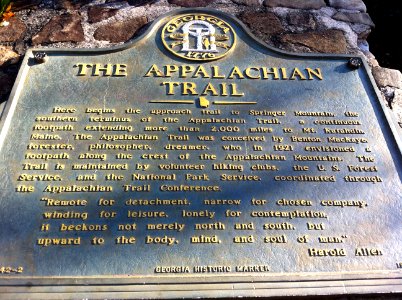 GEORGIA
THE APPALACHIAN
TRAIL
Here begins the approach trail to Springer Mountain, the
southern terminus of the Appalachian Trail, a continuous
footpath extending more than 2,000 miles to Mt. Katahdin,
Maine. The Appalachian Trail was conceived by Benton MacKaye,
forester, philosopher, dreamer, who in 1921 envisioned a
footpath along the crest of the Appalachian Mountains. The
Trail is maintained by volunteer hiking clubs, the U. S. Forest
Service, and the National Park Service, coordinated through
the Appalachian Trail Conference.
"Remote for detachment, narrow for chosen company,
winding for leisure, lonely for contemplation,
it beckons not merely north and south, but
upward to the body, mind, and soul of man."
Harold Allen
42-2
GEORGIA HISTORIC MARKER